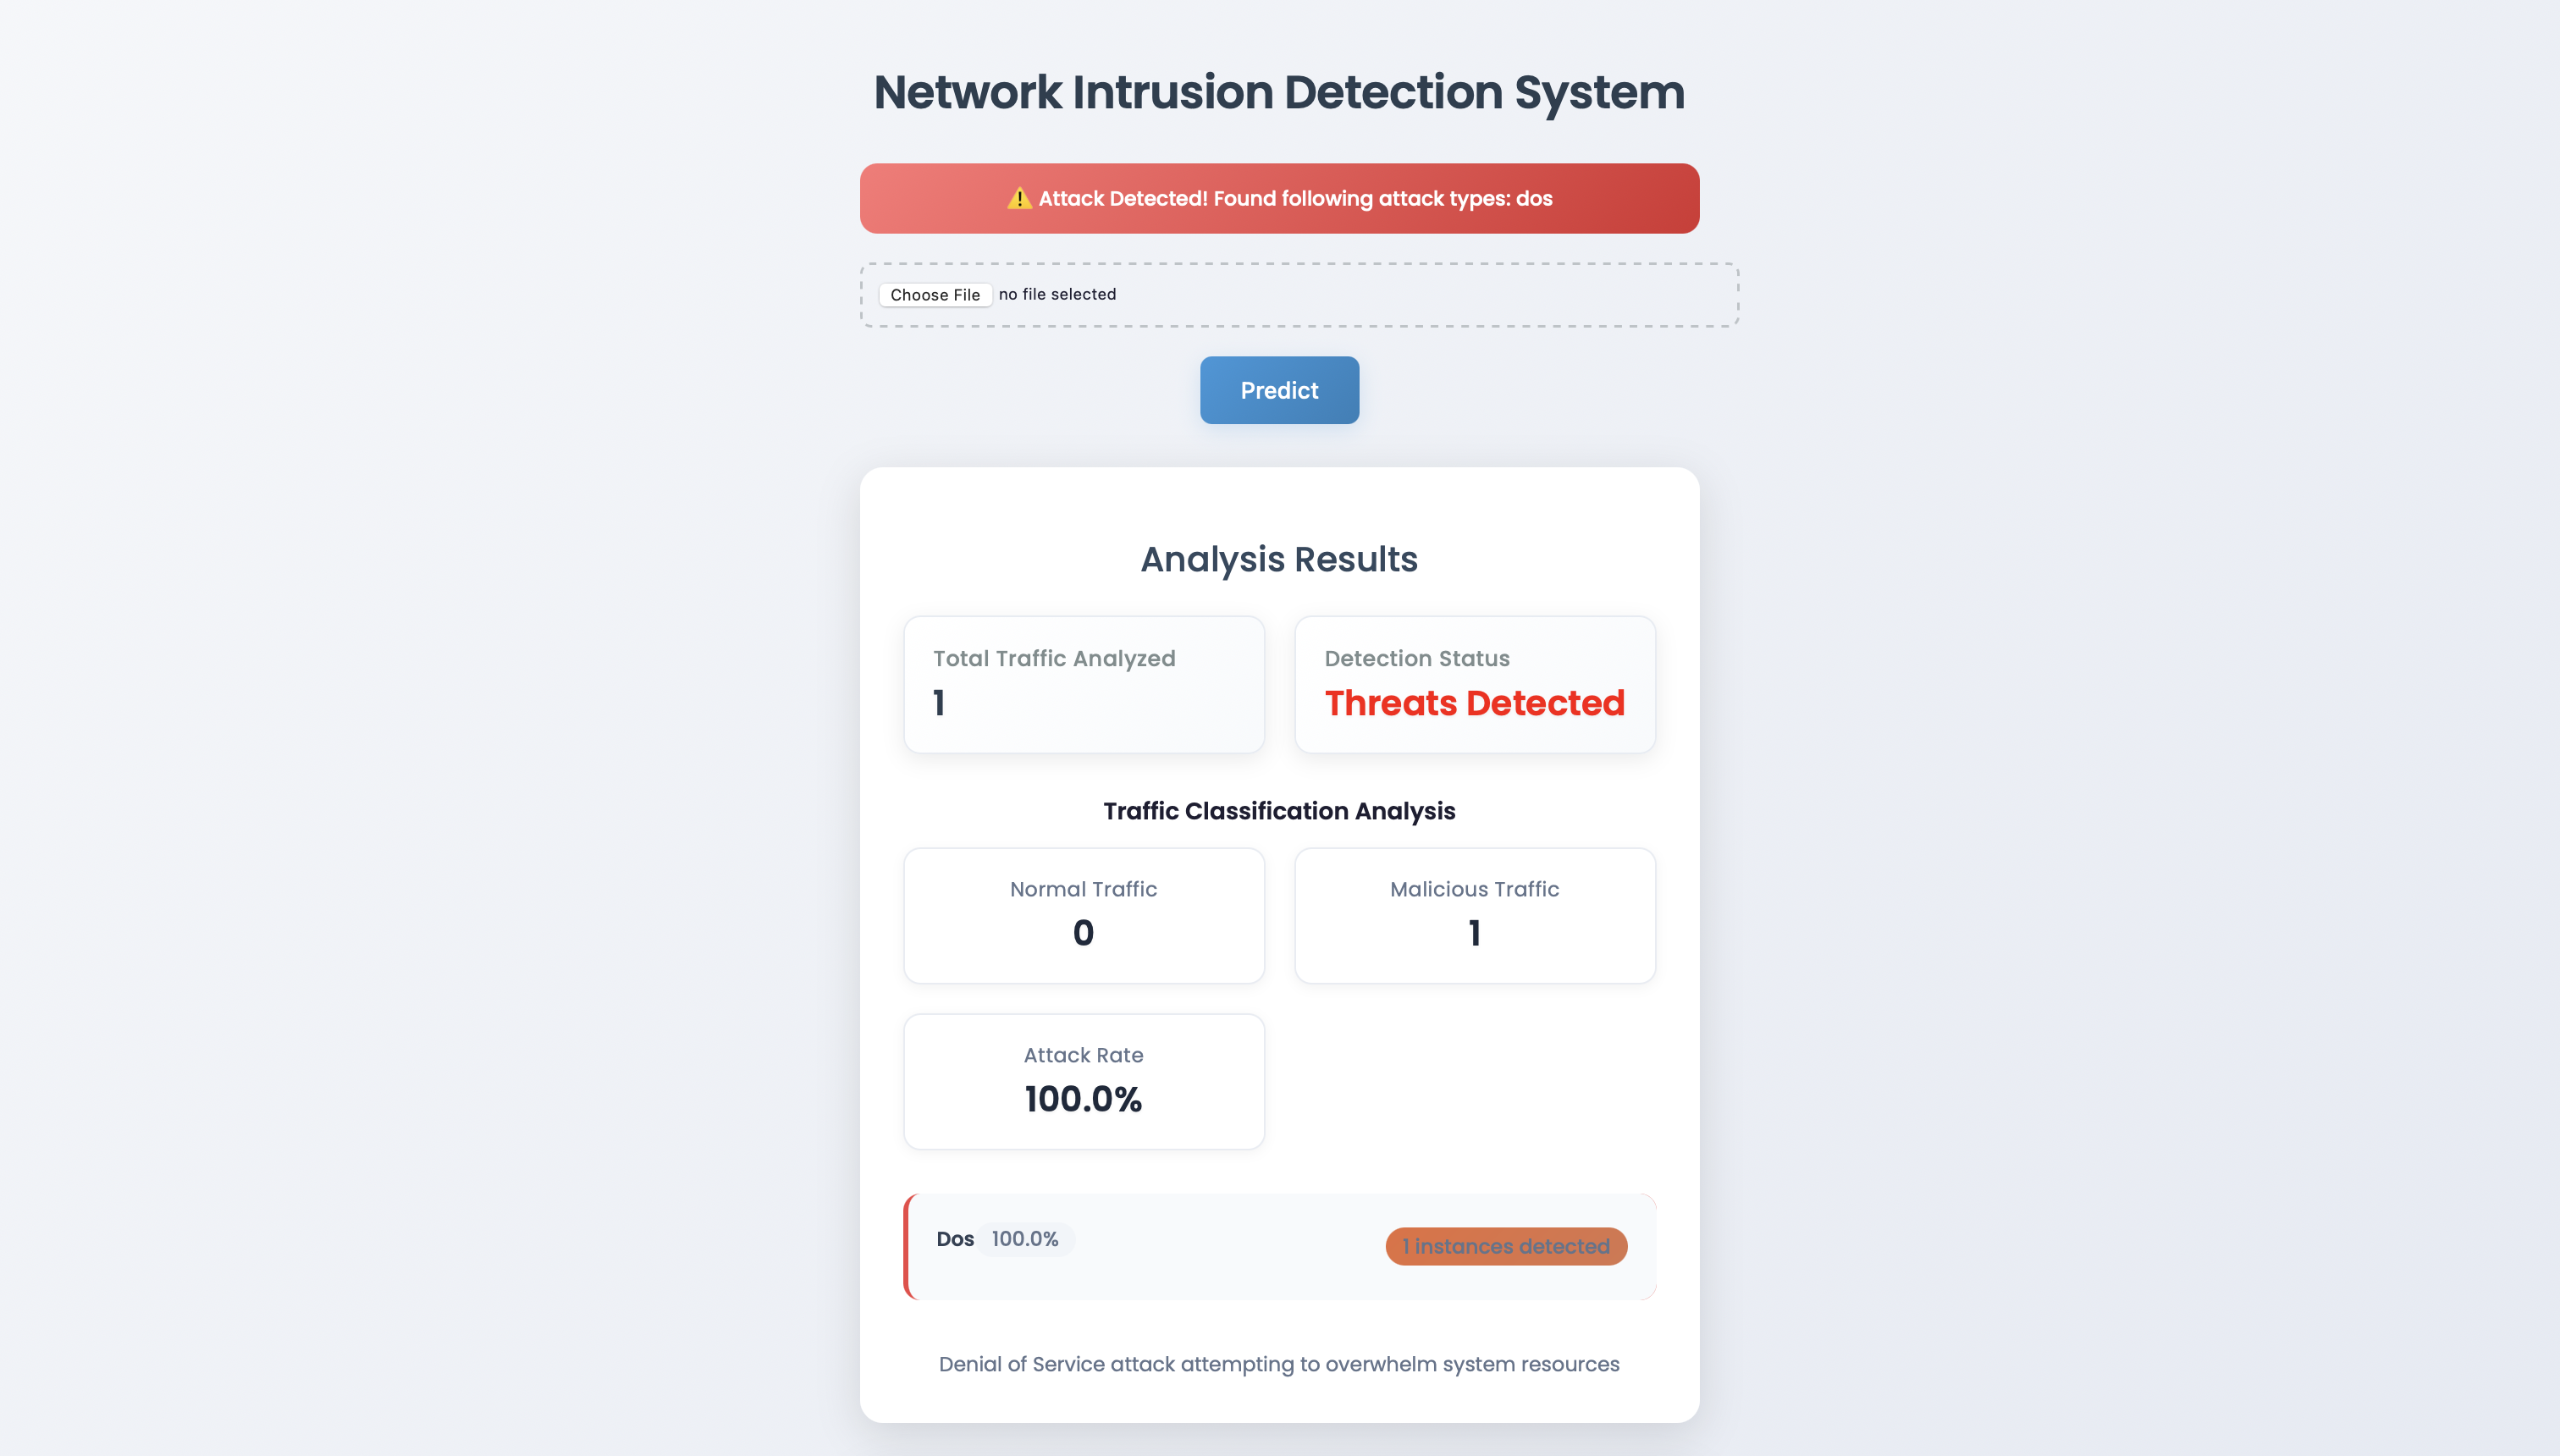 Network Intrusion Detection System
⚠️ Attack Detected! Found following attack types: dos
Choose File no file selected
Predict
Analysis Results
Total Traffic Analyzed
1
Detection Status
Threats Detected
Traffic Classification Analysis
Normal Traffic
0
Malicious Traffic
1
Attack Rate
100.0%
Dos 100.0%
1 instances detected
Denial of Service attack attempting to overwhelm system resources